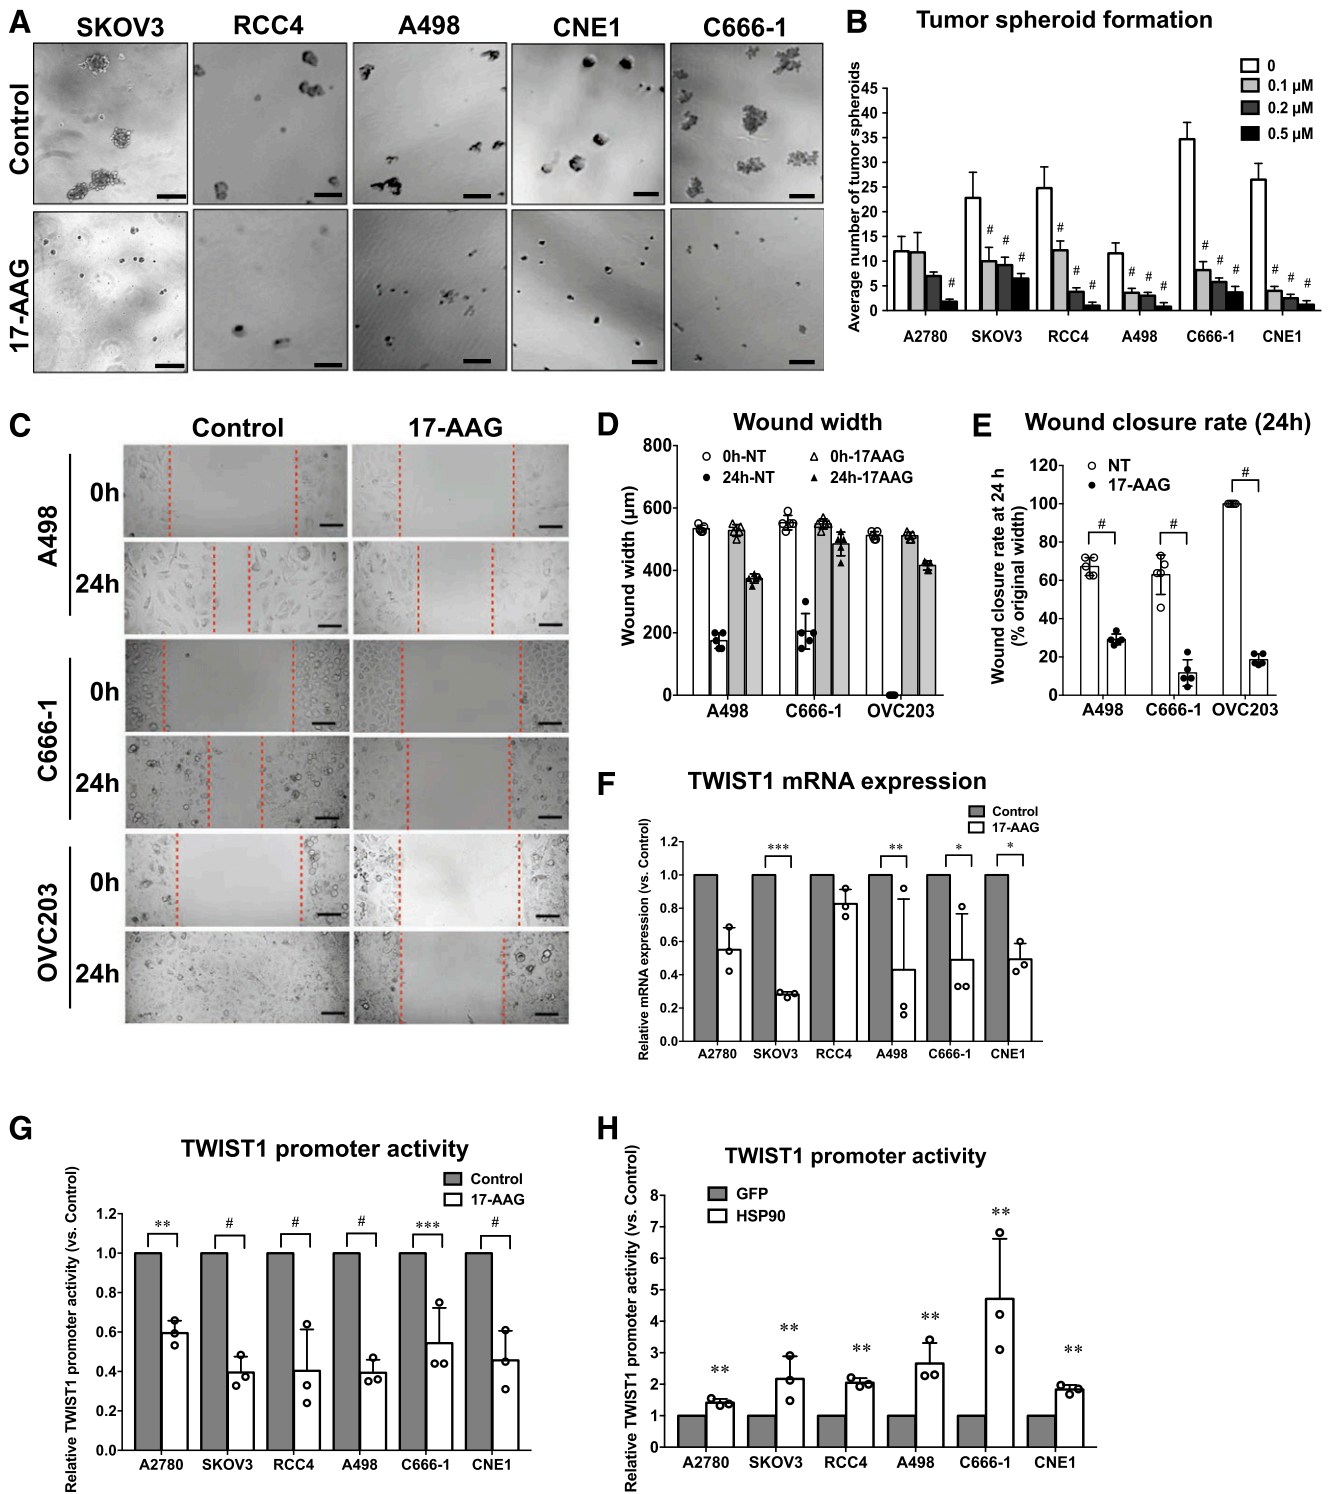 A
SKOV3 RCC4 A498 CNE1 C666-1
Control
17-AAG
B
Tumor spheroid formation
0
0.1 µM
0.2 µM
0.5 µM
Average number of tumor spheroids
45
40
35
30
25
20
15
10
5
0
# # # # # # # # # # # # # # # #
A2780 SKOV3 RCC4 A498 C666-1 CNE1
C
Control 17-AAG
A498
0h
24h
C666-1
0h
24h
OVC203
0h
24h
D
Wound width
0h-NT 0h-17AAG
24h-NT 24h-17AAG
Wound width (µm)
800
600
400
200
0
A498 C666-1 OVC203
E
Wound closure rate (24h)
NT
17-AAG
Wound closure rate at 24 h
(% original width)
120
100
80
60
40
20
0
# # #
A498 C666-1 OVC203
F
TWIST1 mRNA expression
Control
17-AAG
Relative mRNA expression (vs. Control)
1.2
1.0
0.8
0.6
0.4
0.2
0.0
*** ** * *
A2780 SKOV3 RCC4 A498 C666-1 CNE1
G
TWIST1 promoter activity
Control
17-AAG
Relative TWIST1 promoter activity (vs. Control)
1.2
1.0
0.8
0.6
0.4
0.2
0.0
** # # # *** #
A2780 SKOV3 RCC4 A498 C666-1 CNE1
H
TWIST1 promoter activity
GFP
HSP90
Relative TWIST1 promoter activity (vs. Control)
8
7
6
5
4
3
2
1
0
** ** ** ** ** **
A2780 SKOV3 RCC4 A498 C666-1 CNE1